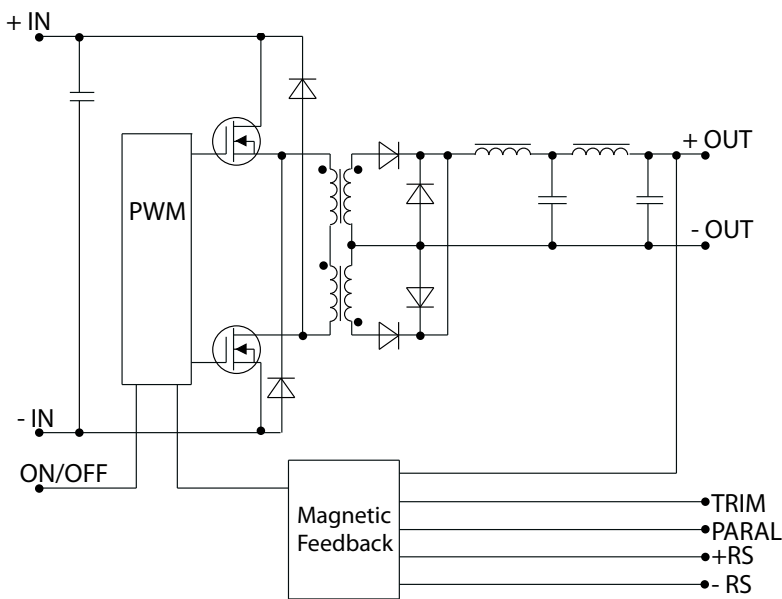 + IN
+ OUT
PWM
- OUT
- IN
ON/OFF
Magnetic
Feedback
TRIM
PARAL
+RS
- RS